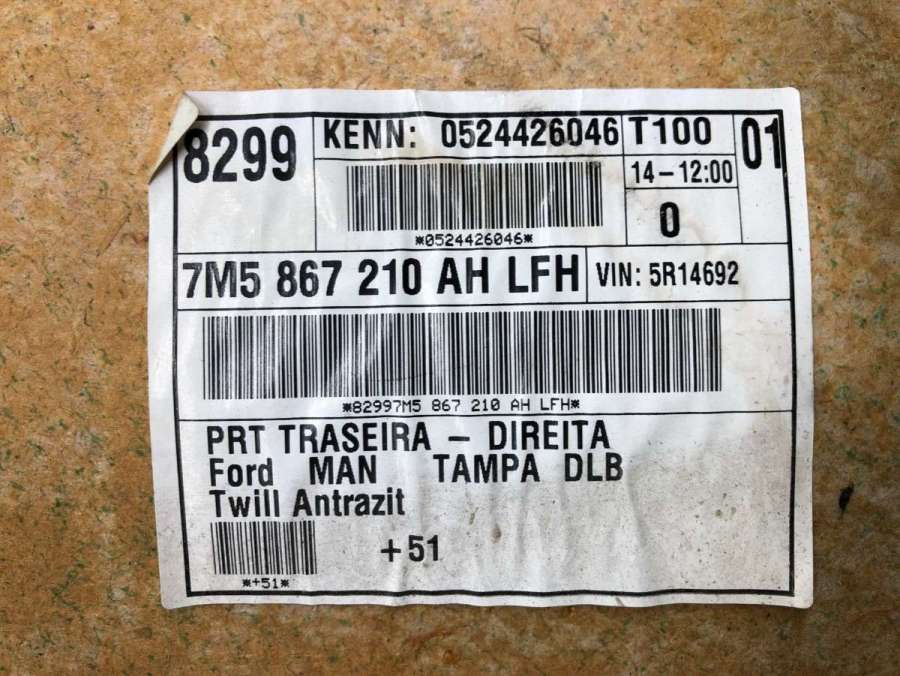 8299
KENN: 0524426046
T100
01
14-12:00
*0524426046*
0
7M5 867 210 AH LFH
VIN: 5R14692
*82997M5 867 210 AH LFH*
PRT TRASEIRA - DIREITA
Ford MAN TAMPA DLB
Twill Antrazit
+51
*+51*